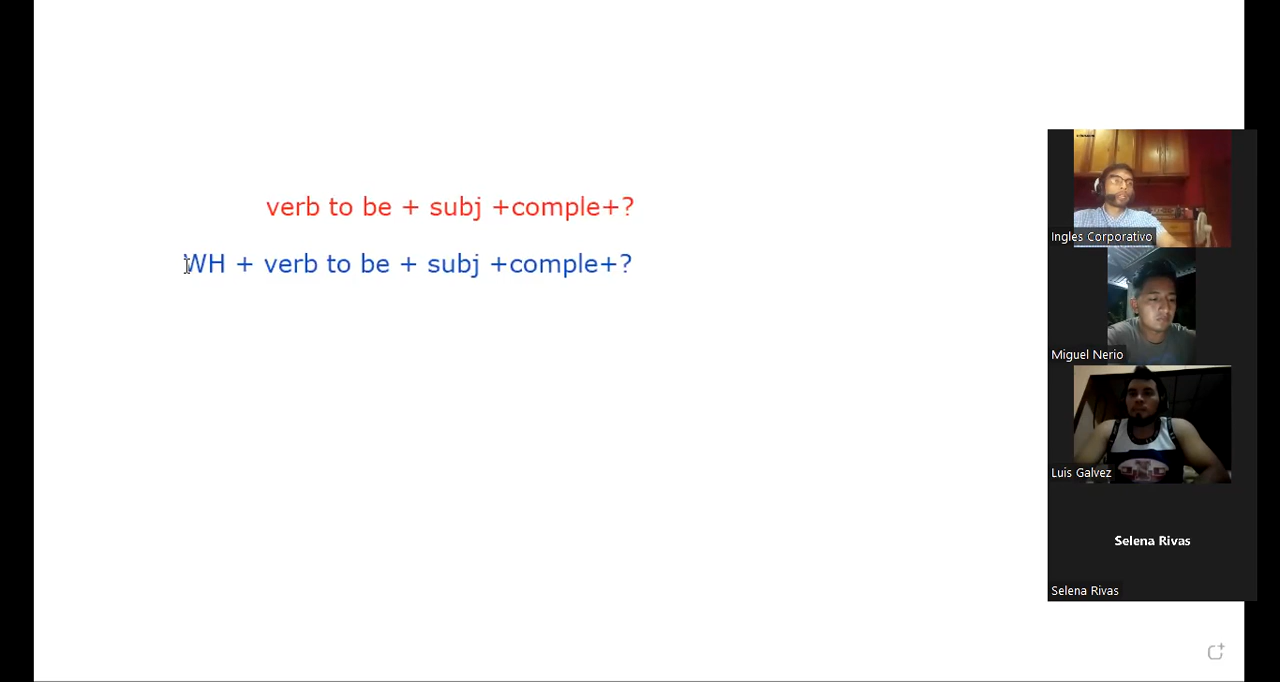 verb to be + subj +comple+?
WH + verb to be + subj +comple+?
Ingles Corporativo
Miguel Nerio
Luis Galvez
Selena Rivas
Selena Rivas